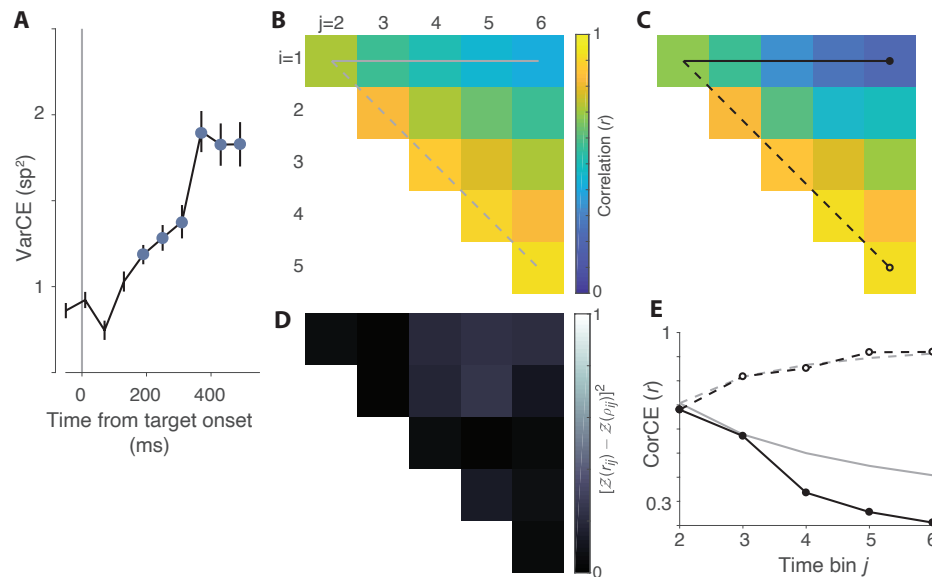 A
VarCE (sp²)
2
1
0
200
400
Time from target onset
(ms)
B
j=2
3
4
5
6
i=1
2
3
4
5
1
Correlation (r)
0
C
D
1
[Z(rᵢⱼ) − Z(ρᵢⱼ)]²
0
E
1
CorCE (r)
0.3
2
3
4
5
6
Time bin j